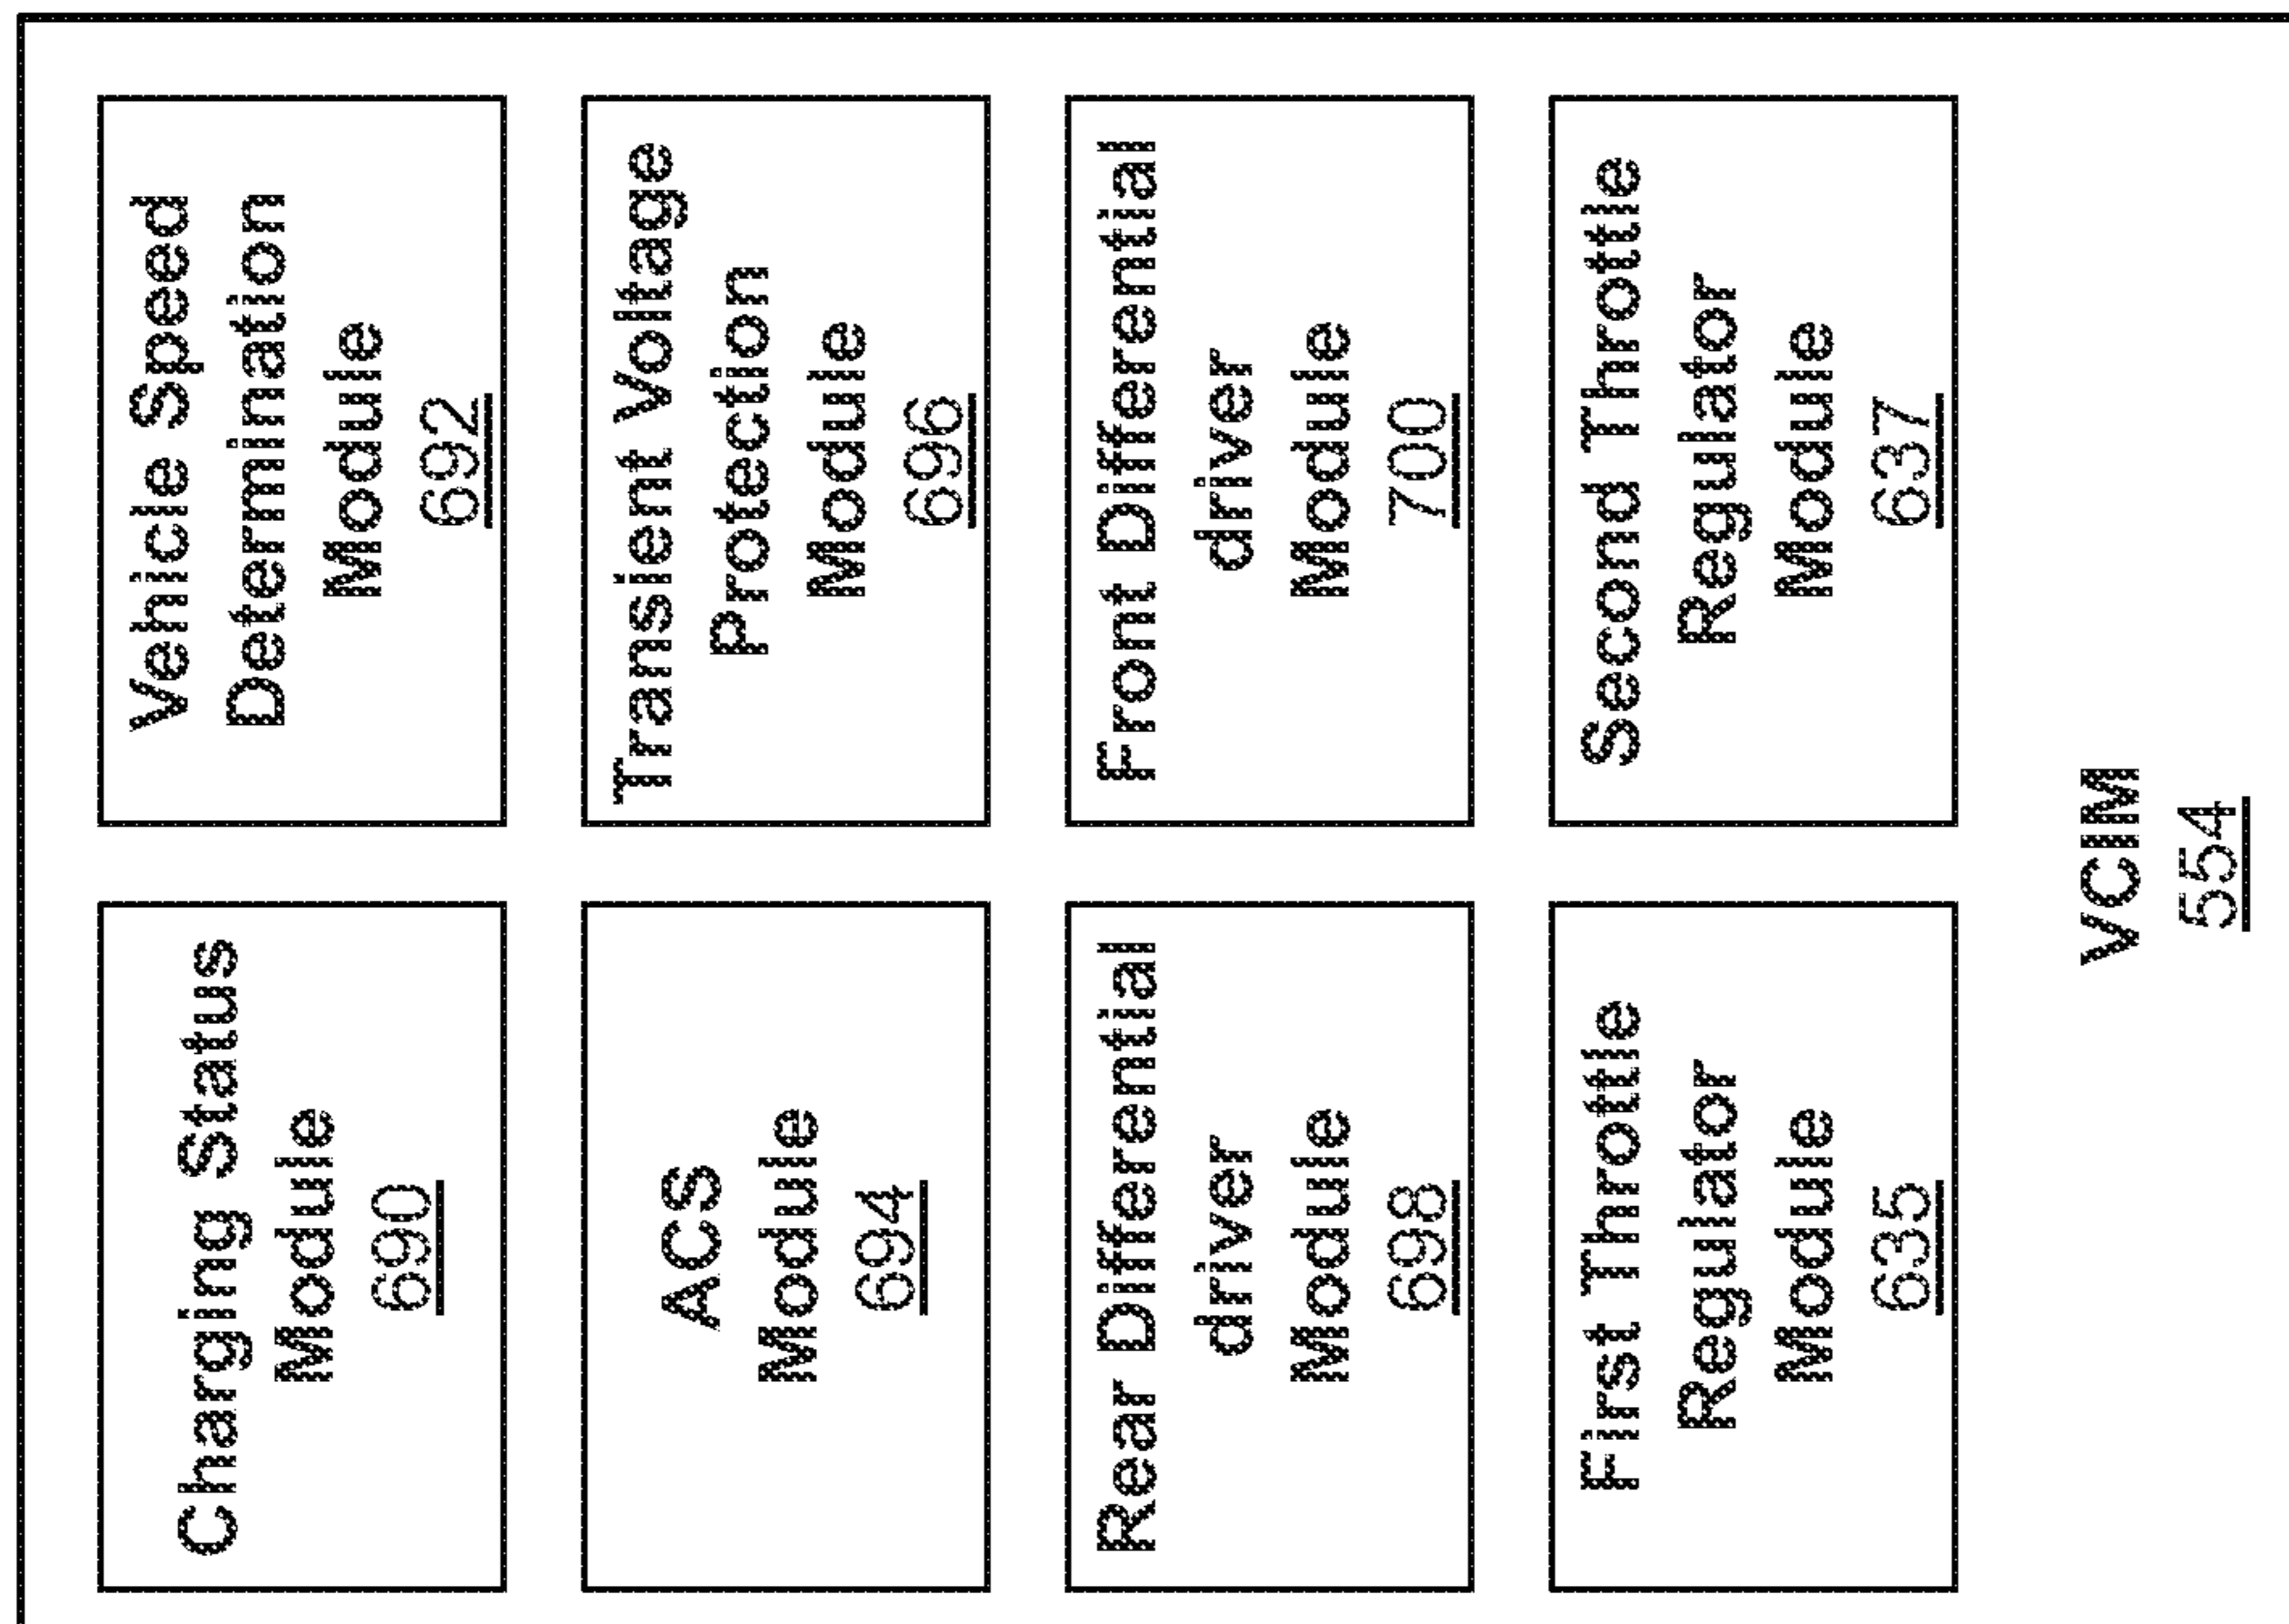 Charging Status
Module
690
Vehicle Speed
Determination
Module
692
ACS
Module
694
Transient Voltage
Protection
Module
696
Rear Differential
driver
Module
698
Front Differential
driver
Module
700
First Throttle
Regulator
Module
635
Second Throttle
Regulator
Module
637
VCIM
554